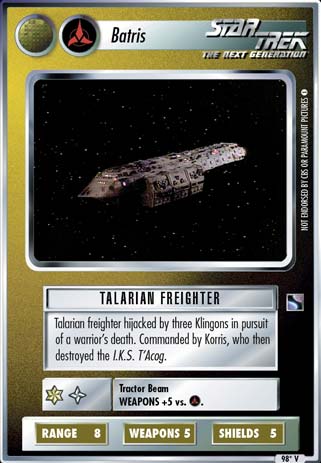 Batris
STAR TREK
THE NEXT GENERATION
NOT ENDORSED BY CBS OR PARAMOUNT PICTURES
TALARIAN FREIGHTER
Talarian freighter hijacked by three Klingons in pursuit
of a warrior's death. Commanded by Korris, who then
destroyed the I.K.S. T'Acog.
Tractor Beam
WEAPONS +5 vs.
RANGE 8 WEAPONS 5 SHIELDS 5
98* V